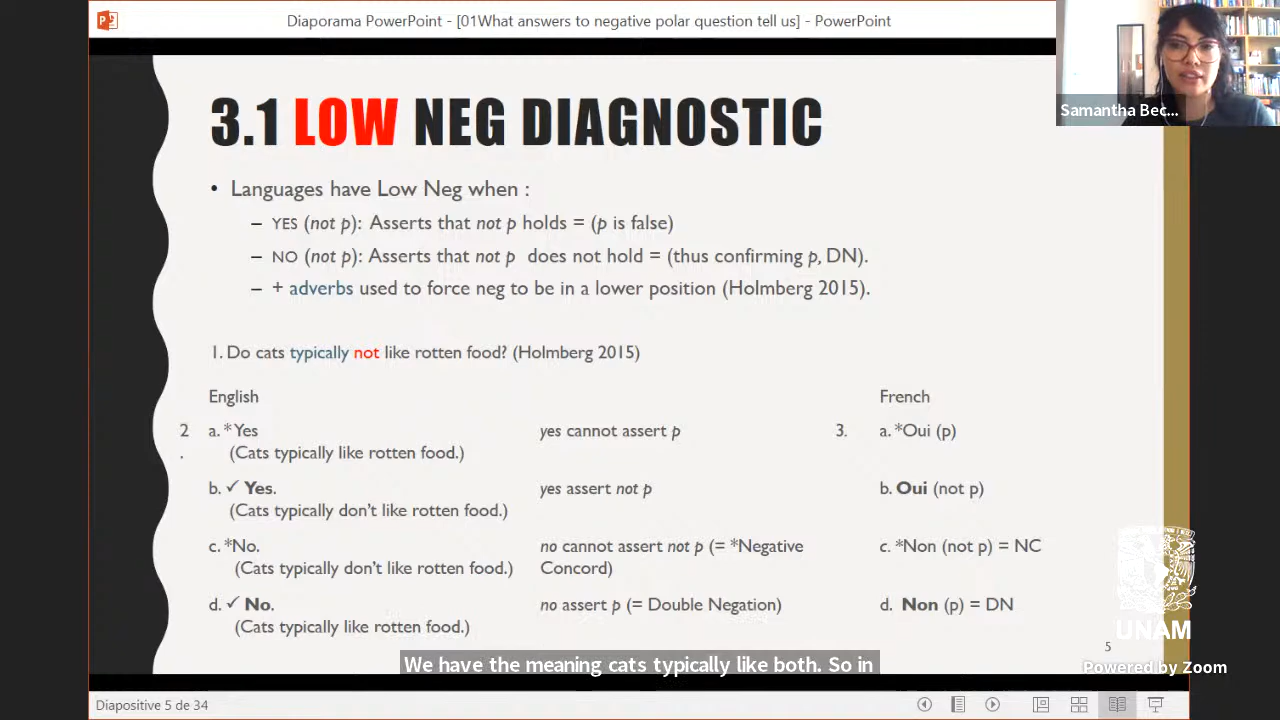 Diaporama PowerPoint - [01What answers to negative polar question tell us] - PowerPoint
Samantha Bec...
3.1 LOW NEG DIAGNOSTIC
• Languages have Low Neg when :
– YES (not p): Asserts that not p holds = (p is false)
– NO (not p): Asserts that not p does not hold = (thus confirming p, DN).
– + adverbs used to force neg to be in a lower position (Holmberg 2015).
1. Do cats typically not like rotten food? (Holmberg 2015)
English French
2 a. *Yes yes cannot assert p 3. a. *Oui (p)
. (Cats typically like rotten food.)
b. ✓ Yes. yes assert not p b. Oui (not p)
(Cats typically don’t like rotten food.)
c. *No. no cannot assert not p (= *Negative c. *Non (not p) = NC
(Cats typically don’t like rotten food.) Concord)
d. ✓ No. no assert p (= Double Negation) d. Non (p) = DN
(Cats typically like rotten food.)
UNAM
5
We have the meaning cats typically like both. So in
Powered by Zoom
Diapositive 5 de 34